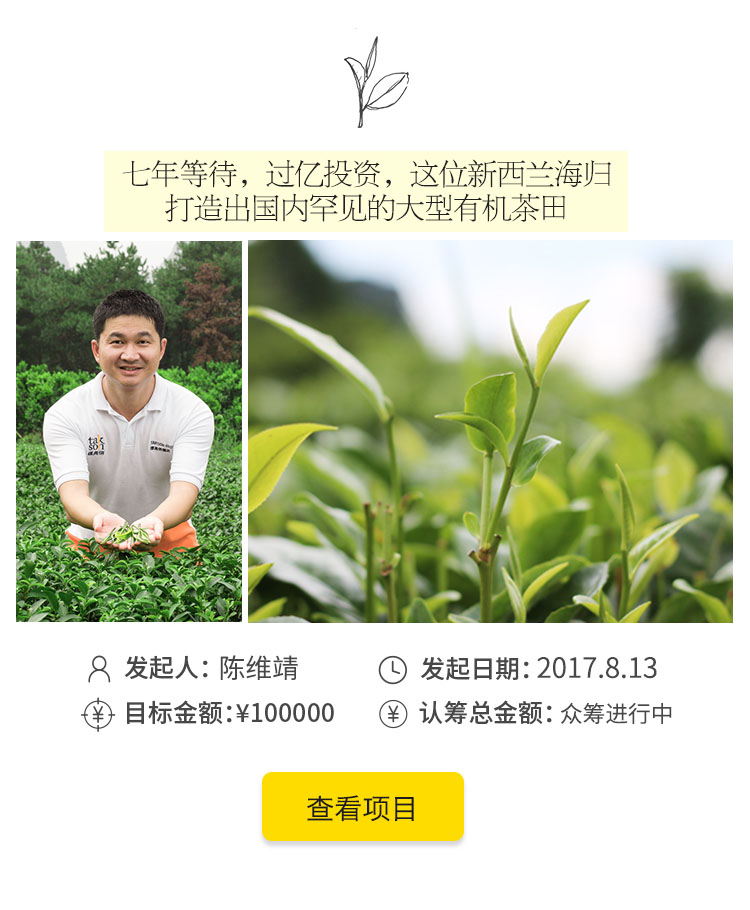 七年等待，过亿投资，这位新西兰海归
打造出国内罕见的大型有机茶田
tak
son
发起人：陈维靖
发起日期：2017.8.13
目标金额：¥100000
认筹总金额：众筹进行中
查看项目